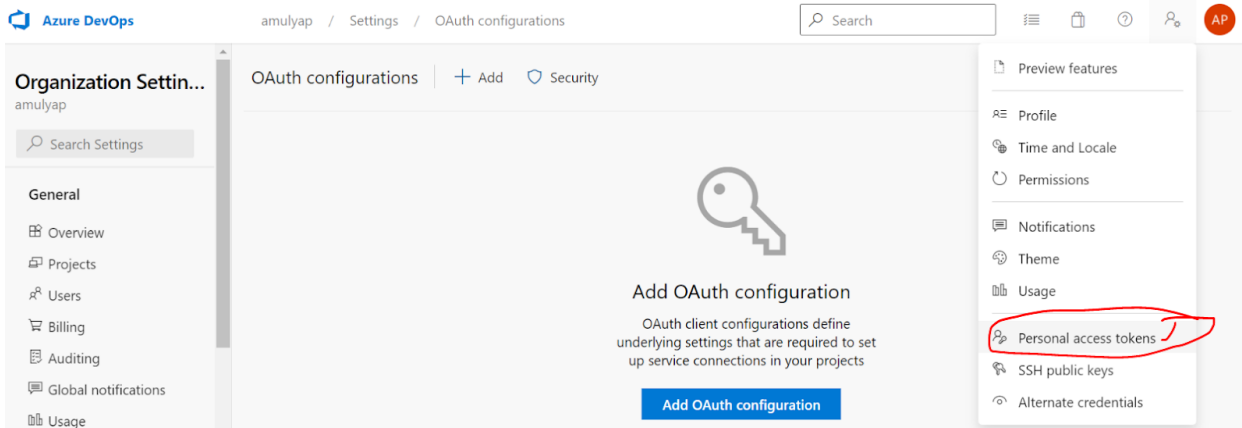 Azure DevOps
amulyap / Settings / OAuth configurations
Search
AP
Organization Settin...
amulyap
Search Settings
General
Overview
Projects
Users
Billing
Auditing
Global notifications
Usage
OAuth configurations
Add
Security
Add OAuth configuration
OAuth client configurations define
underlying settings that are required to set
up service connections in your projects
Add OAuth configuration
Preview features
Profile
Time and Locale
Permissions
Notifications
Theme
Usage
Personal access tokens
SSH public keys
Alternate credentials